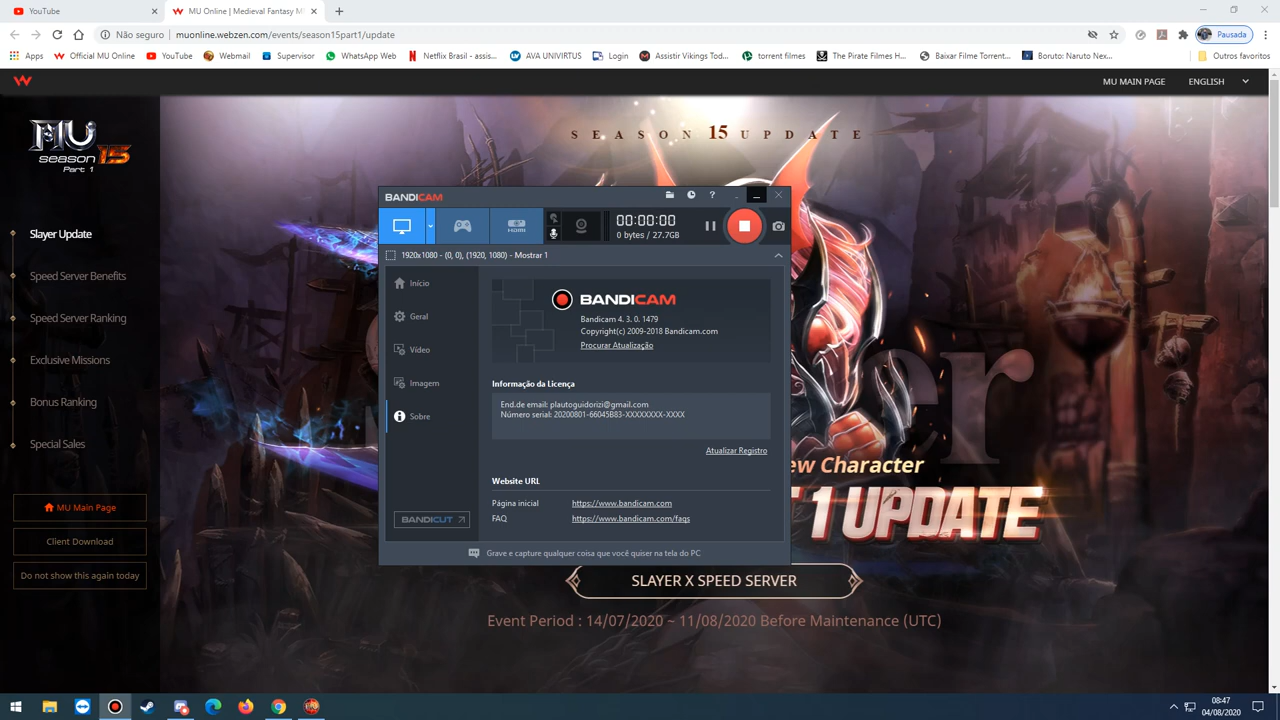 YouTube
MU Online | Medieval Fantasy M
Não seguro
muonline.webzen.com/events/season15part1/update
Pausada
Apps
Official MU Online
YouTube
Webmail
Supervisor
WhatsApp Web
Netflix Brasil - assis...
AVA UNIVIRTUS
Login
Assistir Vikings Tod...
torrent filmes
The Pirate Filmes H...
Baixar Filme Torrent...
Boruto: Naruto Nex...
Outros favoritos
MU MAIN PAGE
ENGLISH
MU
season 15
Part 1
SEASON 15 UPDATE
Slayer Update
Speed Server Benefits
Speed Server Ranking
Exclusive Missions
Bonus Ranking
Special Sales
MU Main Page
Client Download
Do not show this again today
BANDICAM
HDMI
00:00:00
0 bytes / 27.7GB
1920x1080 - (0, 0), (1920, 1080) - Mostrar 1
Início
Geral
Vídeo
Imagem
Sobre
BANDICUT
BANDICAM
Bandicam 4. 3. 0. 1479
Copyright(c) 2009-2018 Bandicam.com
Procurar Atualização
Informação da Licença
End.de email: plautoguidorizi@gmail.com
Número serial: 20200801-66045B83-XXXXXXXX-XXXX
Atualizar Registro
Website URL
Página inicial https://www.bandicam.com
FAQ https://www.bandicam.com/faqs
Grave e capture qualquer coisa que você quiser na tela do PC
er
ew Character
1 UPDATE
SLAYER X SPEED SERVER
Event Period : 14/07/2020 ~ 11/08/2020 Before Maintenance (UTC)
08:47
04/08/2020